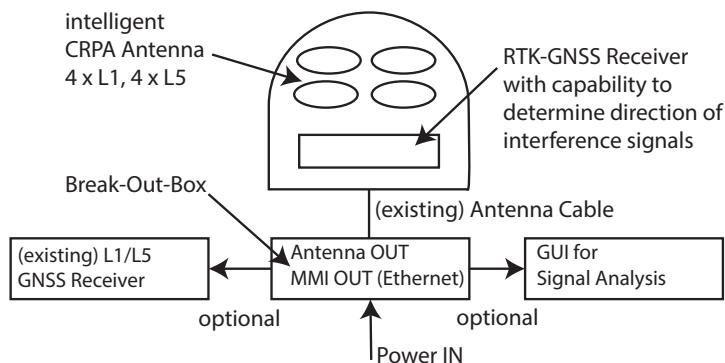 intelligent
CRPA Antenna
4 x L1, 4 x L5
RTK-GNSS Receiver
with capability to
determine direction of
interference signals
Break-Out-Box
(existing) Antenna Cable
(existing) L1/L5
GNSS Receiver
Antenna OUT
MMI OUT (Ethernet)
GUI for
Signal Analysis
optional
optional
Power IN